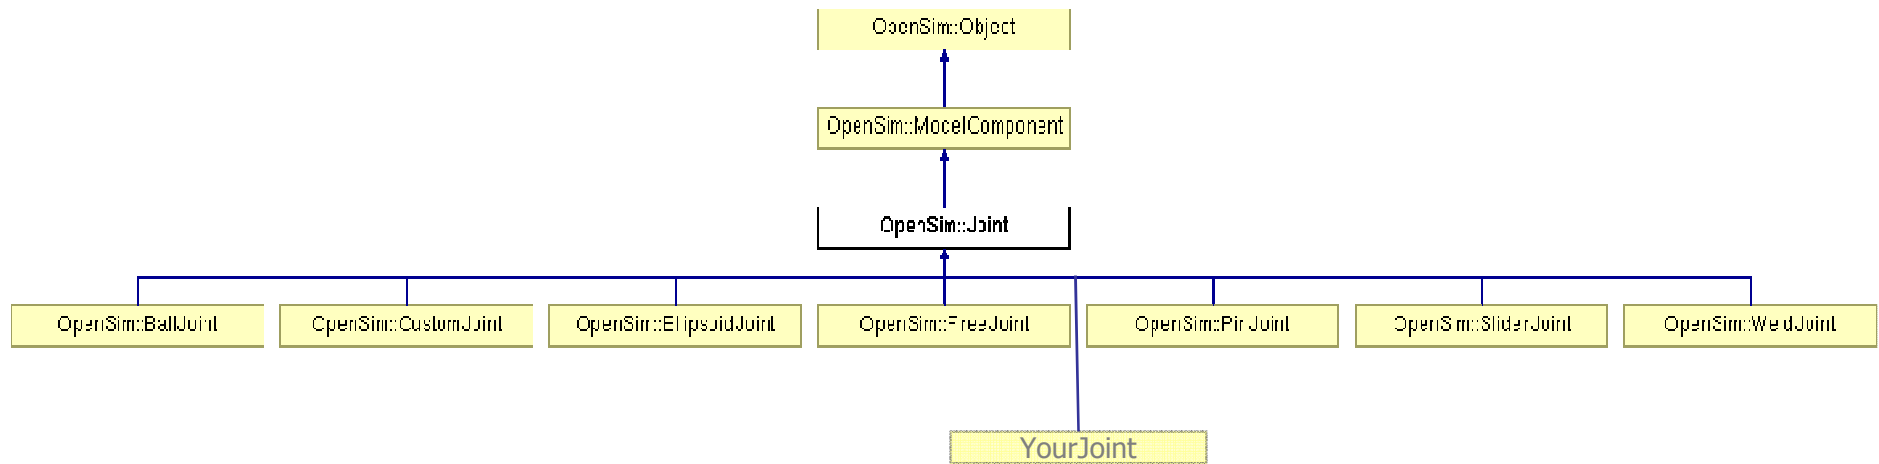 OpenSim::Object
OpenSim::ModelComponent
OpenSim::Joint
OpenSim::BallJoint
OpenSim::CustomJoint
OpenSim::EllipsoidJoint
OpenSim::FreeJoint
OpenSim::PinJoint
OpenSim::SliderJoint
OpenSim::WeldJoint
YourJoint